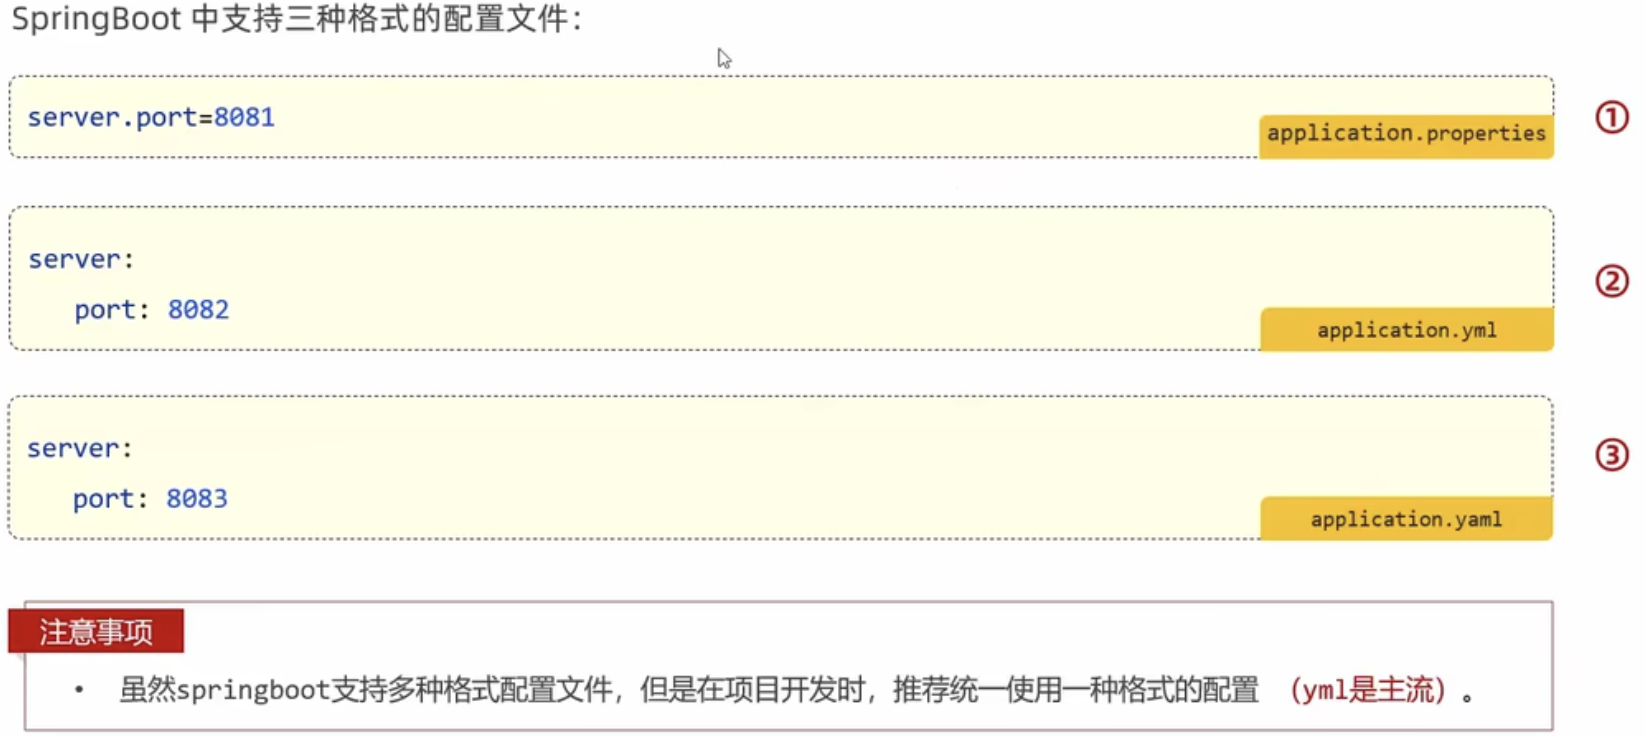 SpringBoot 中支持三种格式的配置文件：
server.port=8081
application.properties
①
server:
port: 8082
application.yml
②
server:
port: 8083
application.yaml
③
注意事项
• 虽然springboot支持多种格式配置文件，但是在项目开发时，推荐统一使用一种格式的配置 （yml是主流）。